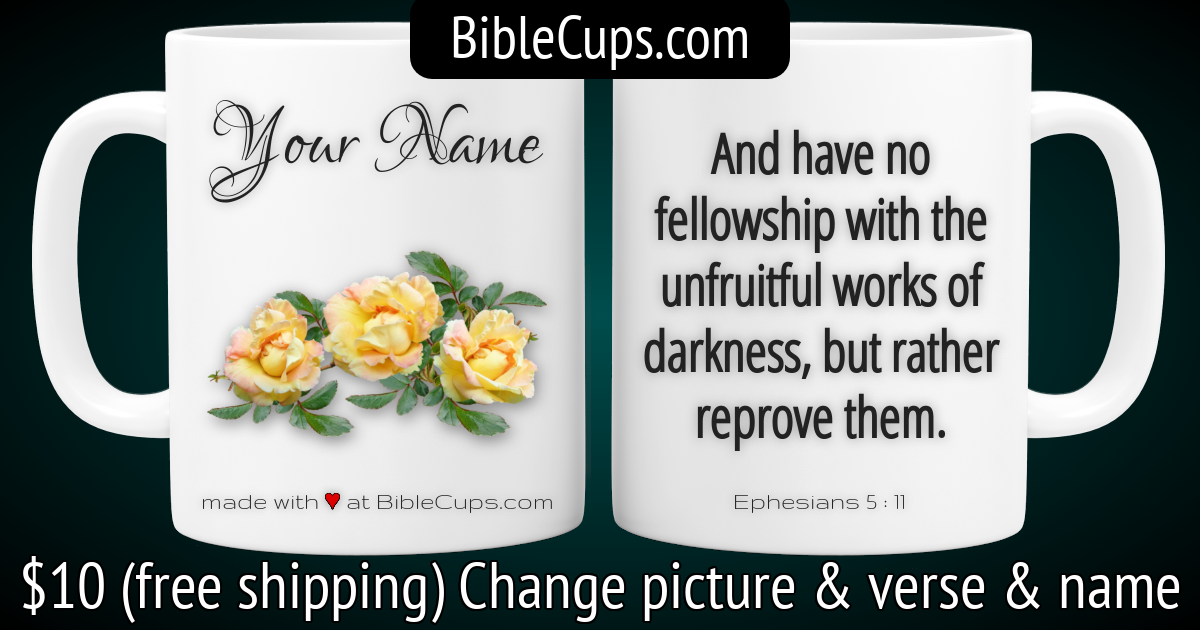 BibleCups.com
Your Name
made with ♥ at BibleCups.com
And have no
fellowship with the
unfruitful works of
darkness, but rather
reprove them.
Ephesians 5 : 11
$10 (free shipping) Change picture & verse & name